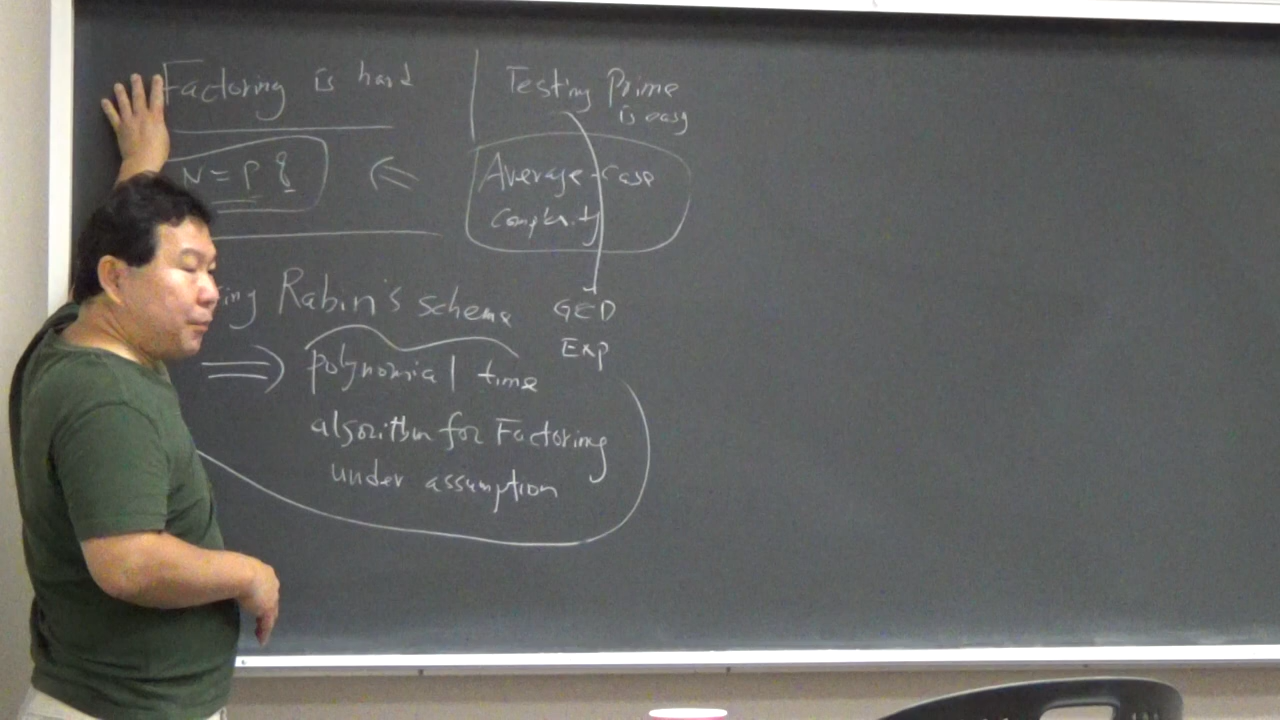 Factoring is hard
Testing Prime
is easy
N = p q
⇐
Average-case
complexity
ing Rabin's scheme
GCD
Exp
⇒ polynomial time
algorithm for Factoring
under assumption